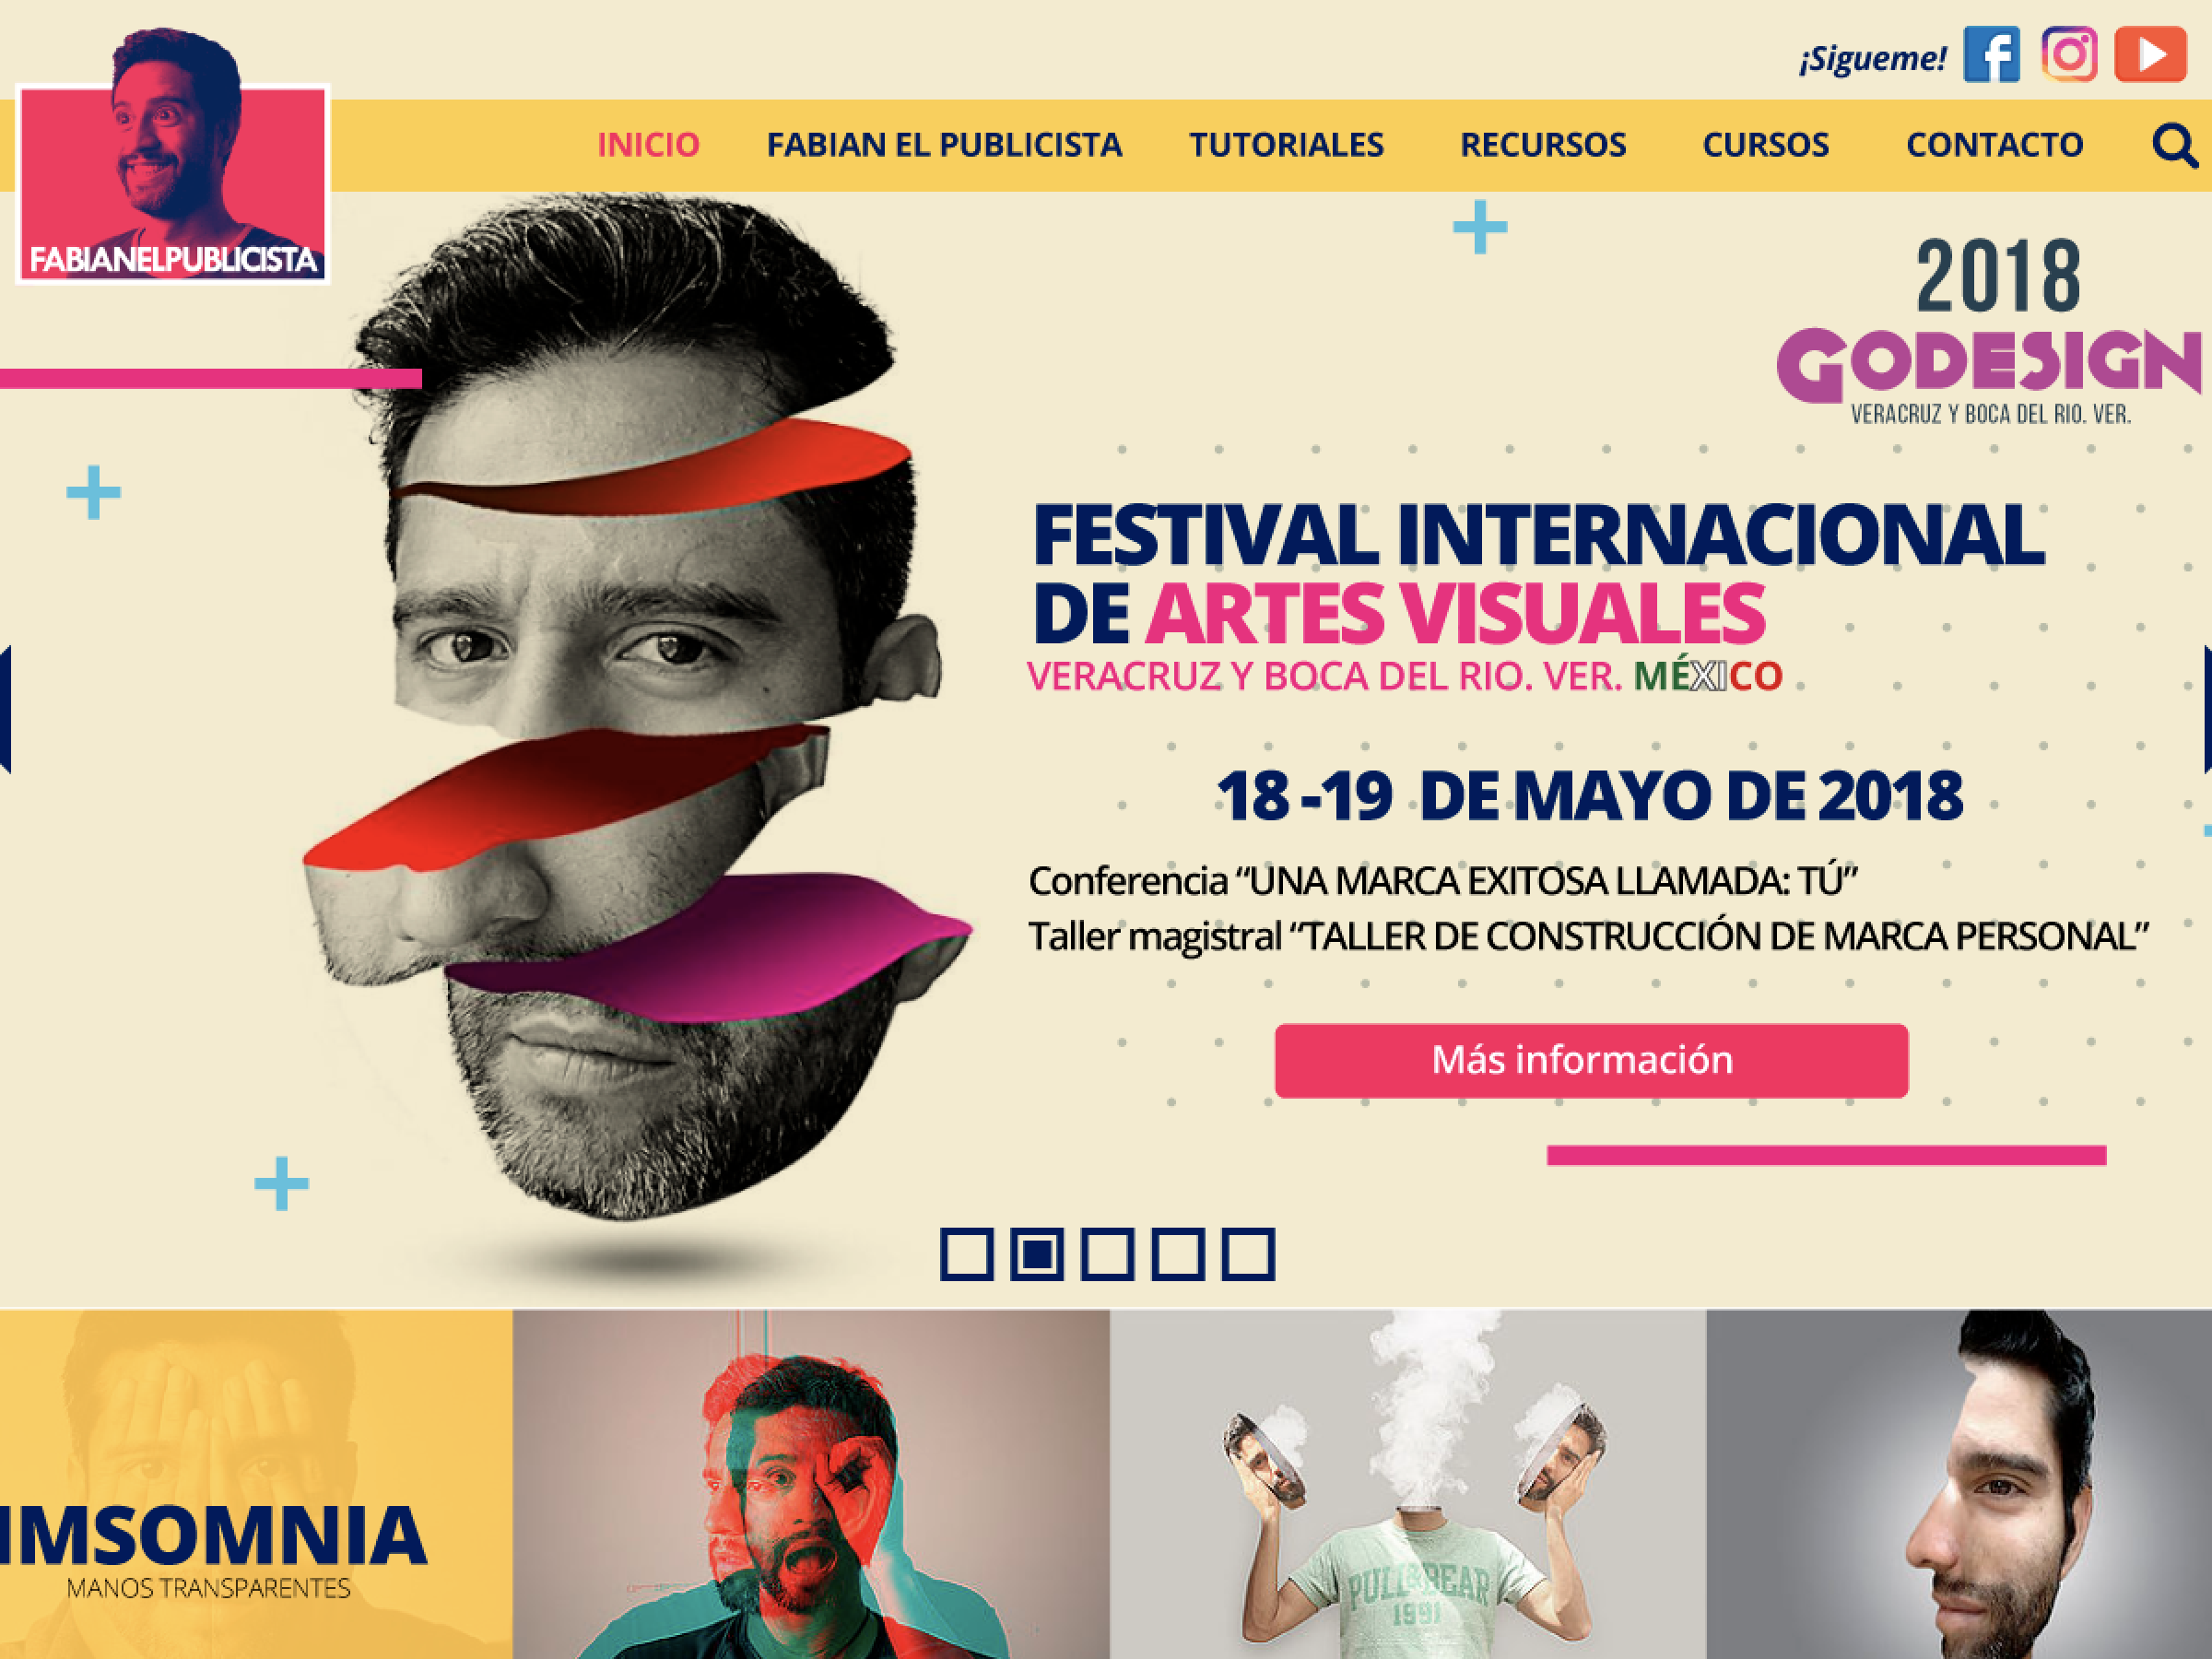 ¡Sigueme!
INICIO FABIAN EL PUBLICISTA TUTORIALES RECURSOS CURSOS CONTACTO
FABIANELPUBLICISTA
2018
GODESIGN
VERACRUZ Y BOCA DEL RIO. VER.
FESTIVAL INTERNACIONAL
DE ARTES VISUALES
VERACRUZ Y BOCA DEL RIO. VER. MÉXICO
18 -19 DE MAYO DE 2018
Conferencia “UNA MARCA EXITOSA LLAMADA: TÚ”
Taller magistral “TALLER DE CONSTRUCCIÓN DE MARCA PERSONAL”
Más información
IMSOMNIA
MANOS TRANSPARENTES
PULL&BEAR
1991